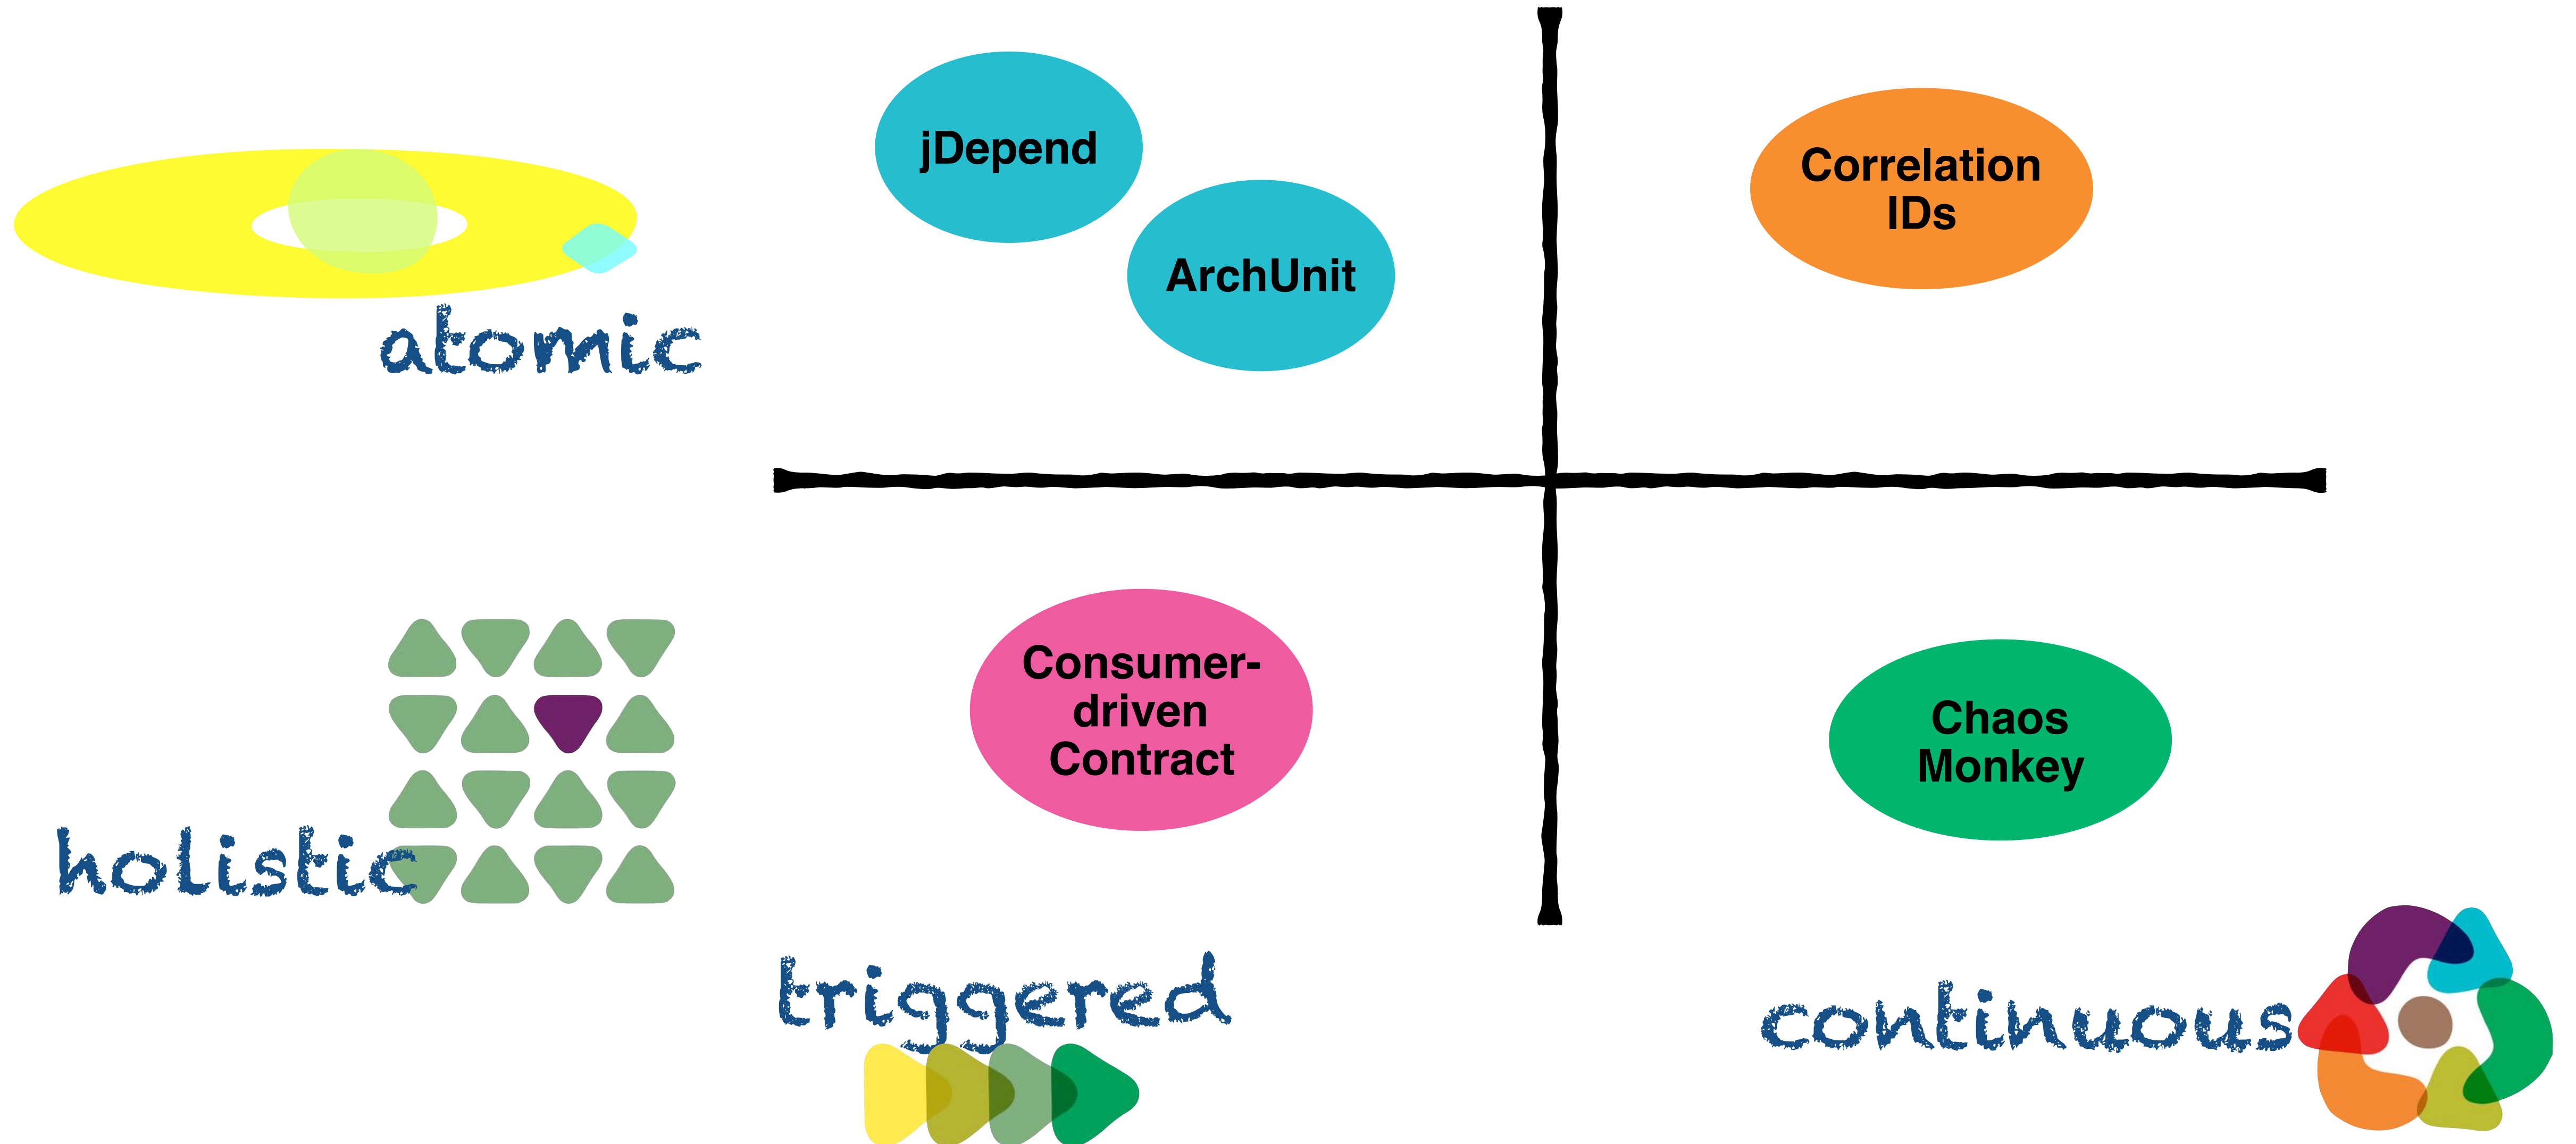 jDepend
Correlation
IDs
ArchUnit
atomic
Consumer-
driven
Contract
Chaos
Monkey
holistic
triggered
continuous